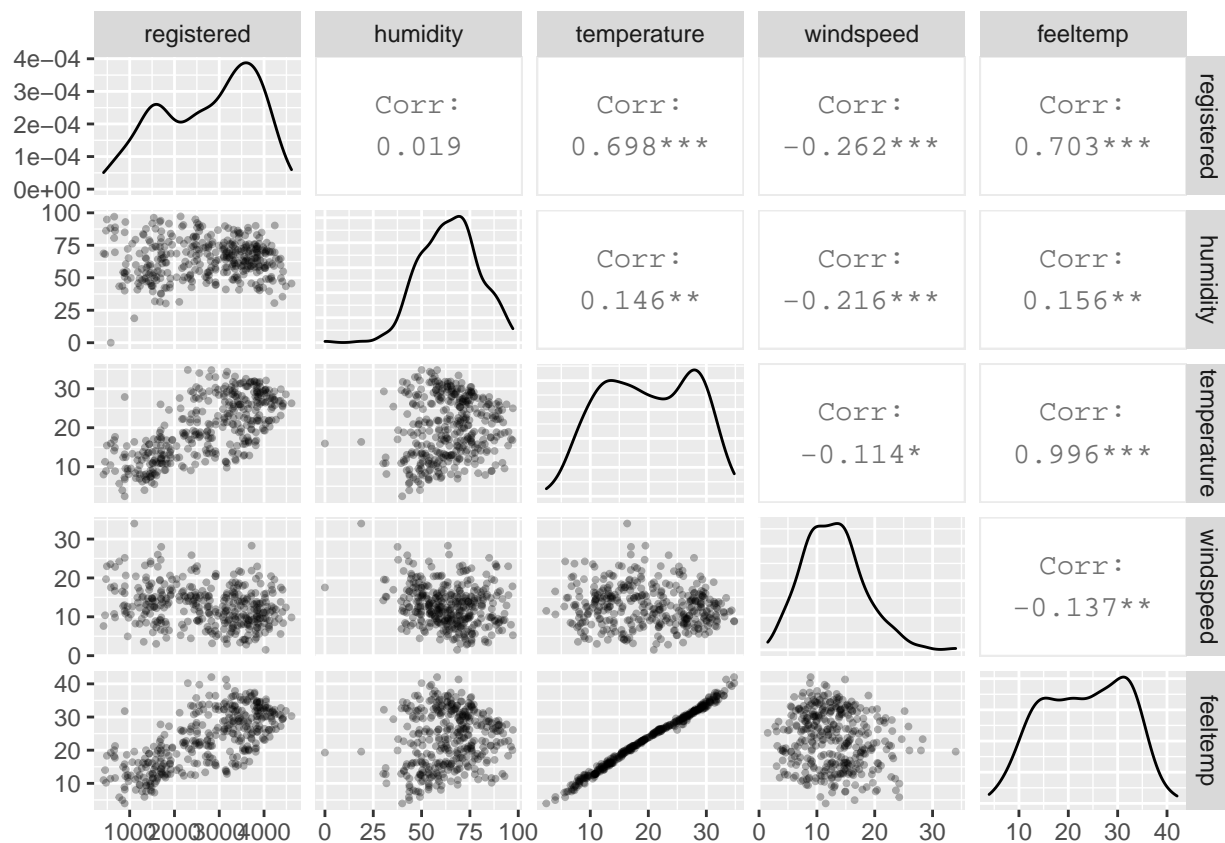 registered humidity temperature windspeed feeltemp
4e−04
3e−04
2e−04
1e−04
0e+00
Corr:
0.019
Corr:
0.698***
Corr:
-0.262***
Corr:
0.703***
registered
100
75
50
25
0
Corr:
0.146**
Corr:
-0.216***
Corr:
0.156**
humidity
30
20
10
Corr:
-0.114*
Corr:
0.996***
temperature
30
20
10
0
Corr:
-0.137**
windspeed
40
30
20
10
feeltemp
1000 2000 3000 4000 0 25 50 75 100 10 20 30 0 10 20 30 10 20 30 40